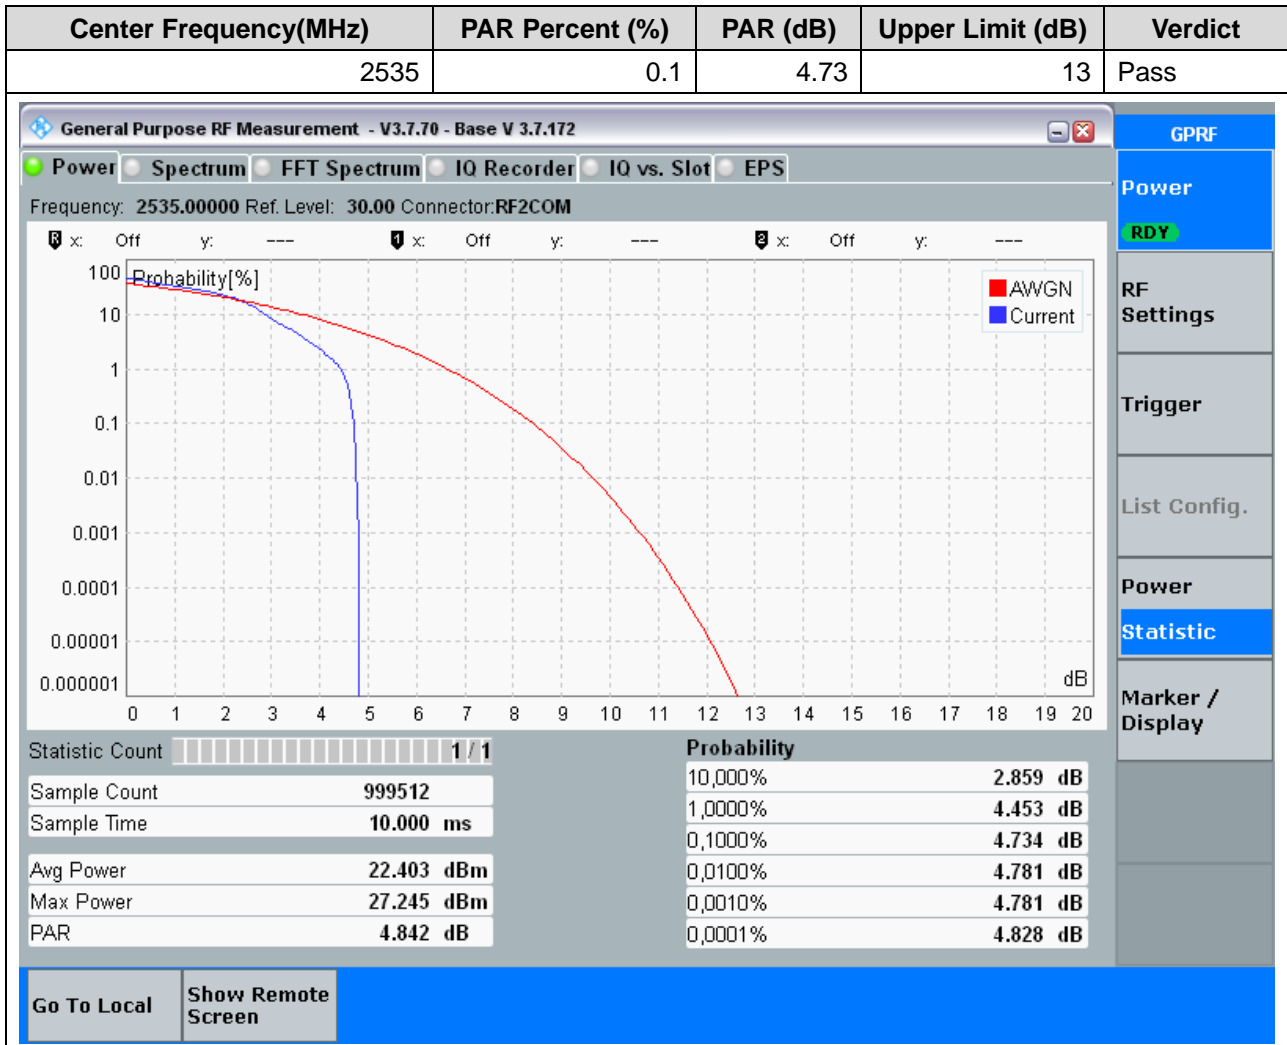 Center Frequency(MHz) PAR Percent (%) PAR (dB) Upper Limit (dB) Verdict
2535 0.1 4.73 13 Pass
General Purpose RF Measurement - V3.7.70 - Base V 3.7.172
GPRF
Power Spectrum FFT Spectrum IQ Recorder IQ vs. Slot EPS
Power
RDY
Frequency: 2535.00000 Ref. Level: 30.00 Connector:RF2COM
R x: Off y: --- 1 x: Off y: --- 2 x: Off y: ---
Probability[%]
AWGN
Current
100
10
1
0.1
0.01
0.001
0.0001
0.00001
0.000001
dB
0 1 2 3 4 5 6 7 8 9 10 11 12 13 14 15 16 17 18 19 20
RF
Settings
Trigger
List Config.
Power
Statistic
Marker /
Display
Statistic Count 1 / 1
Sample Count 999512
Sample Time 10.000 ms
Avg Power 22.403 dBm
Max Power 27.245 dBm
PAR 4.842 dB
Probability
10,000% 2.859 dB
1,0000% 4.453 dB
0,1000% 4.734 dB
0,0100% 4.781 dB
0,0010% 4.781 dB
0,0001% 4.828 dB
Go To Local
Show Remote
Screen